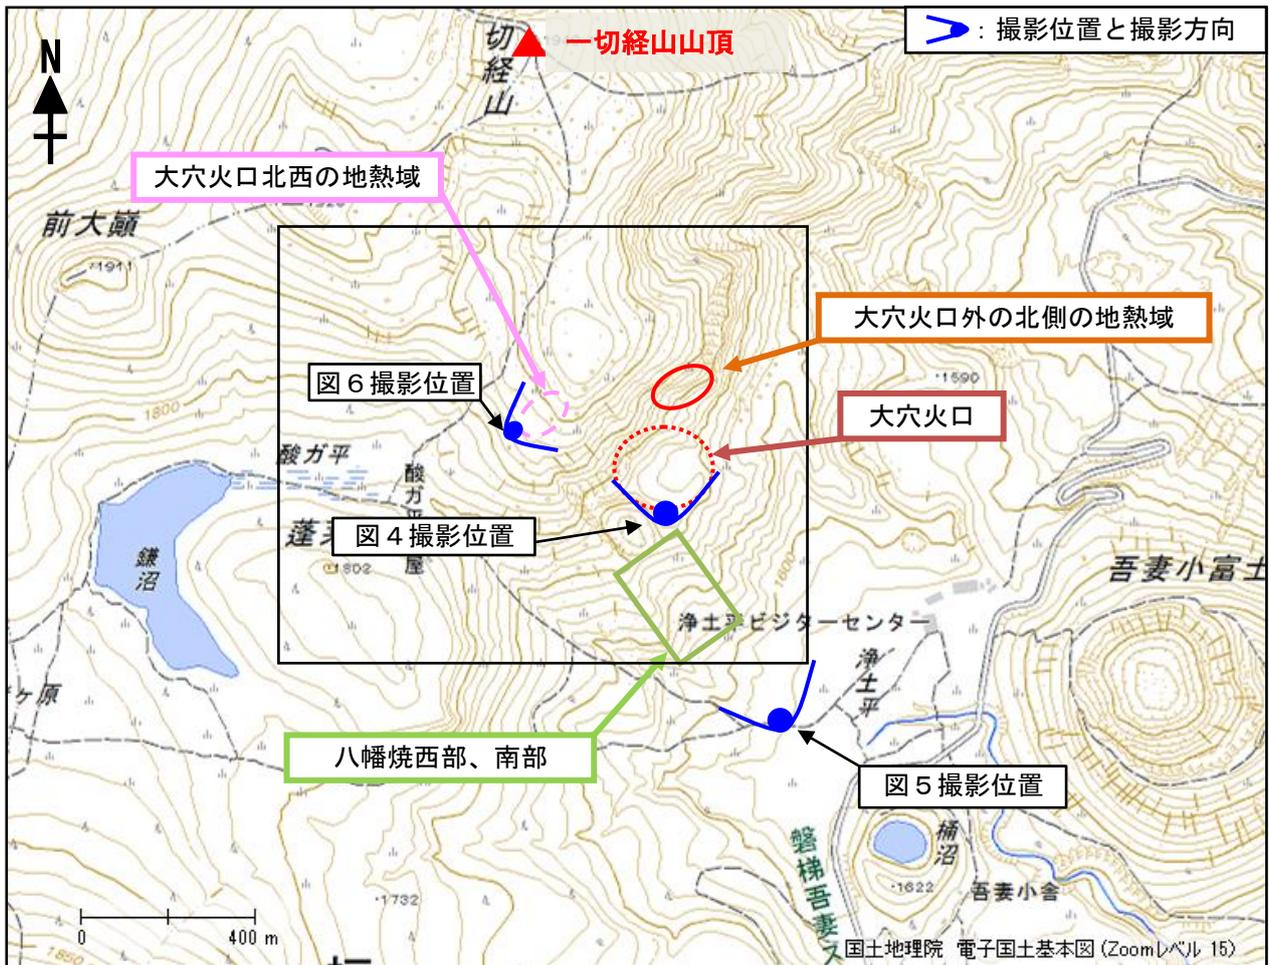 ：撮影位置と撮影方向
N
切経山
一切経山山頂
大穴火口北西の地熱域
前大巓
・1911
大穴火口外の北側の地熱域
図６撮影位置
・1590
大穴火口
1800
酸ガ平
図４撮影位置
1802
鎌沼
1600
吾妻小富士
浄土平ビジターセンター
浄土平
ケ原
八幡焼西部、南部
図５撮影位置
桶沼
磐梯吾妻ス
・1622
吾妻小舎
・1732
0
400 m
1850
国土地理院 電子国土基本図（Zoomレベル 15）